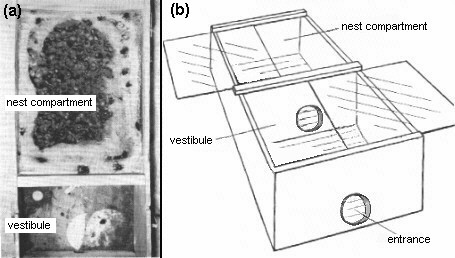 (a)
nest compartment
vestibule
(b)
nest compartment
vestibule
entrance